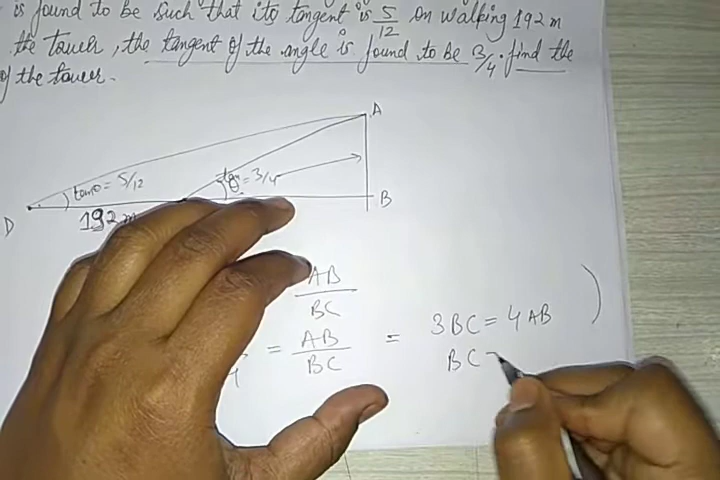 is found to be such that its tangent is 5/12 on walking 192 m
the tower, the tangent of the angle is found to be 3/4. find the
of the tower.
A
tanθ = 5/12
θ = 3/4
B
D
192 m
AB
BC
= AB/BC = 3BC = 4AB )
4
BC -